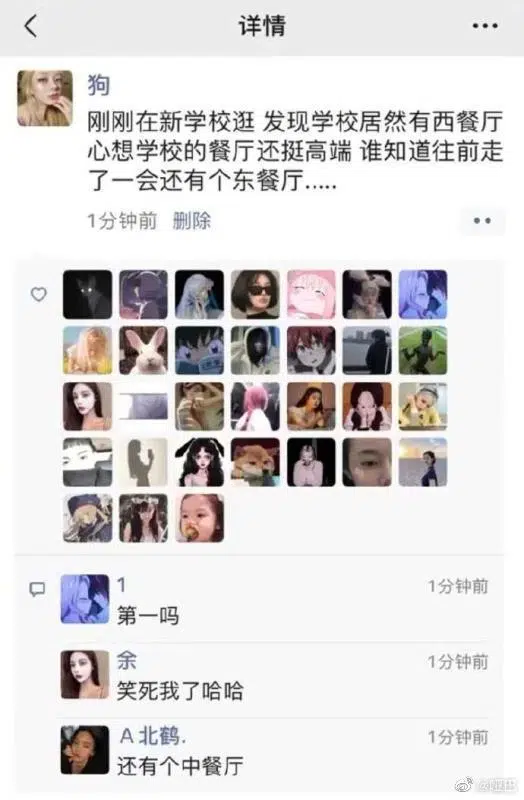 详情
狗
刚刚在新学校逛 发现学校居然有西餐厅
心想学校的餐厅还挺高端 谁知道往前走
了一会还有个东餐厅.....
1分钟前 删除
1
1分钟前
第一吗
余
1分钟前
笑死我了哈哈
A北鹤.
1分钟前
还有个中餐厅